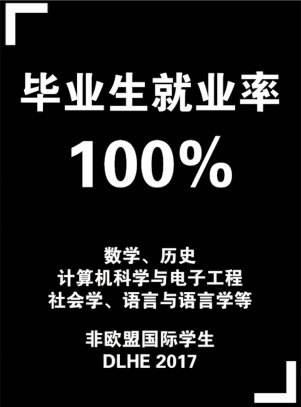 毕业生就业率
100%
数学、历史
计算机科学与电子工程
社会学、语言与语言学等
非欧盟国际学生
DLHE 2017